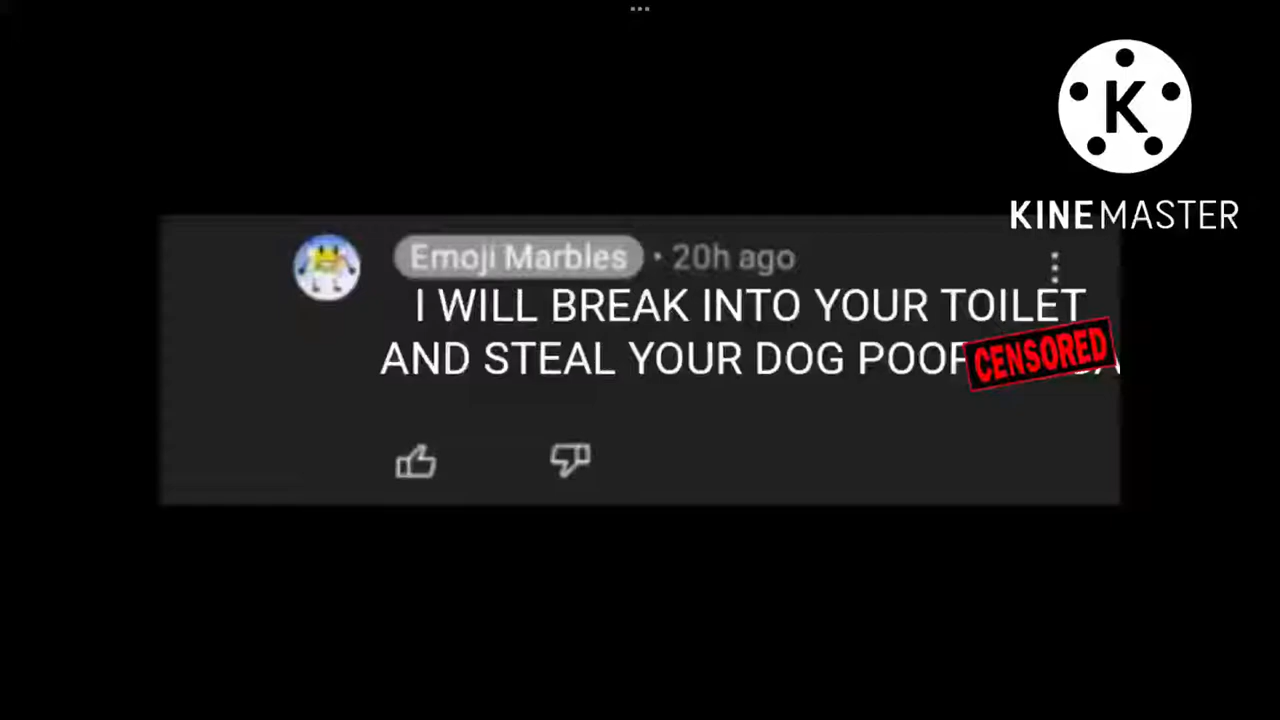 KINEMASTER
Emoji Marbles • 20h ago
I WILL BREAK INTO YOUR TOILET
AND STEAL YOUR DOG POOP CENSORED